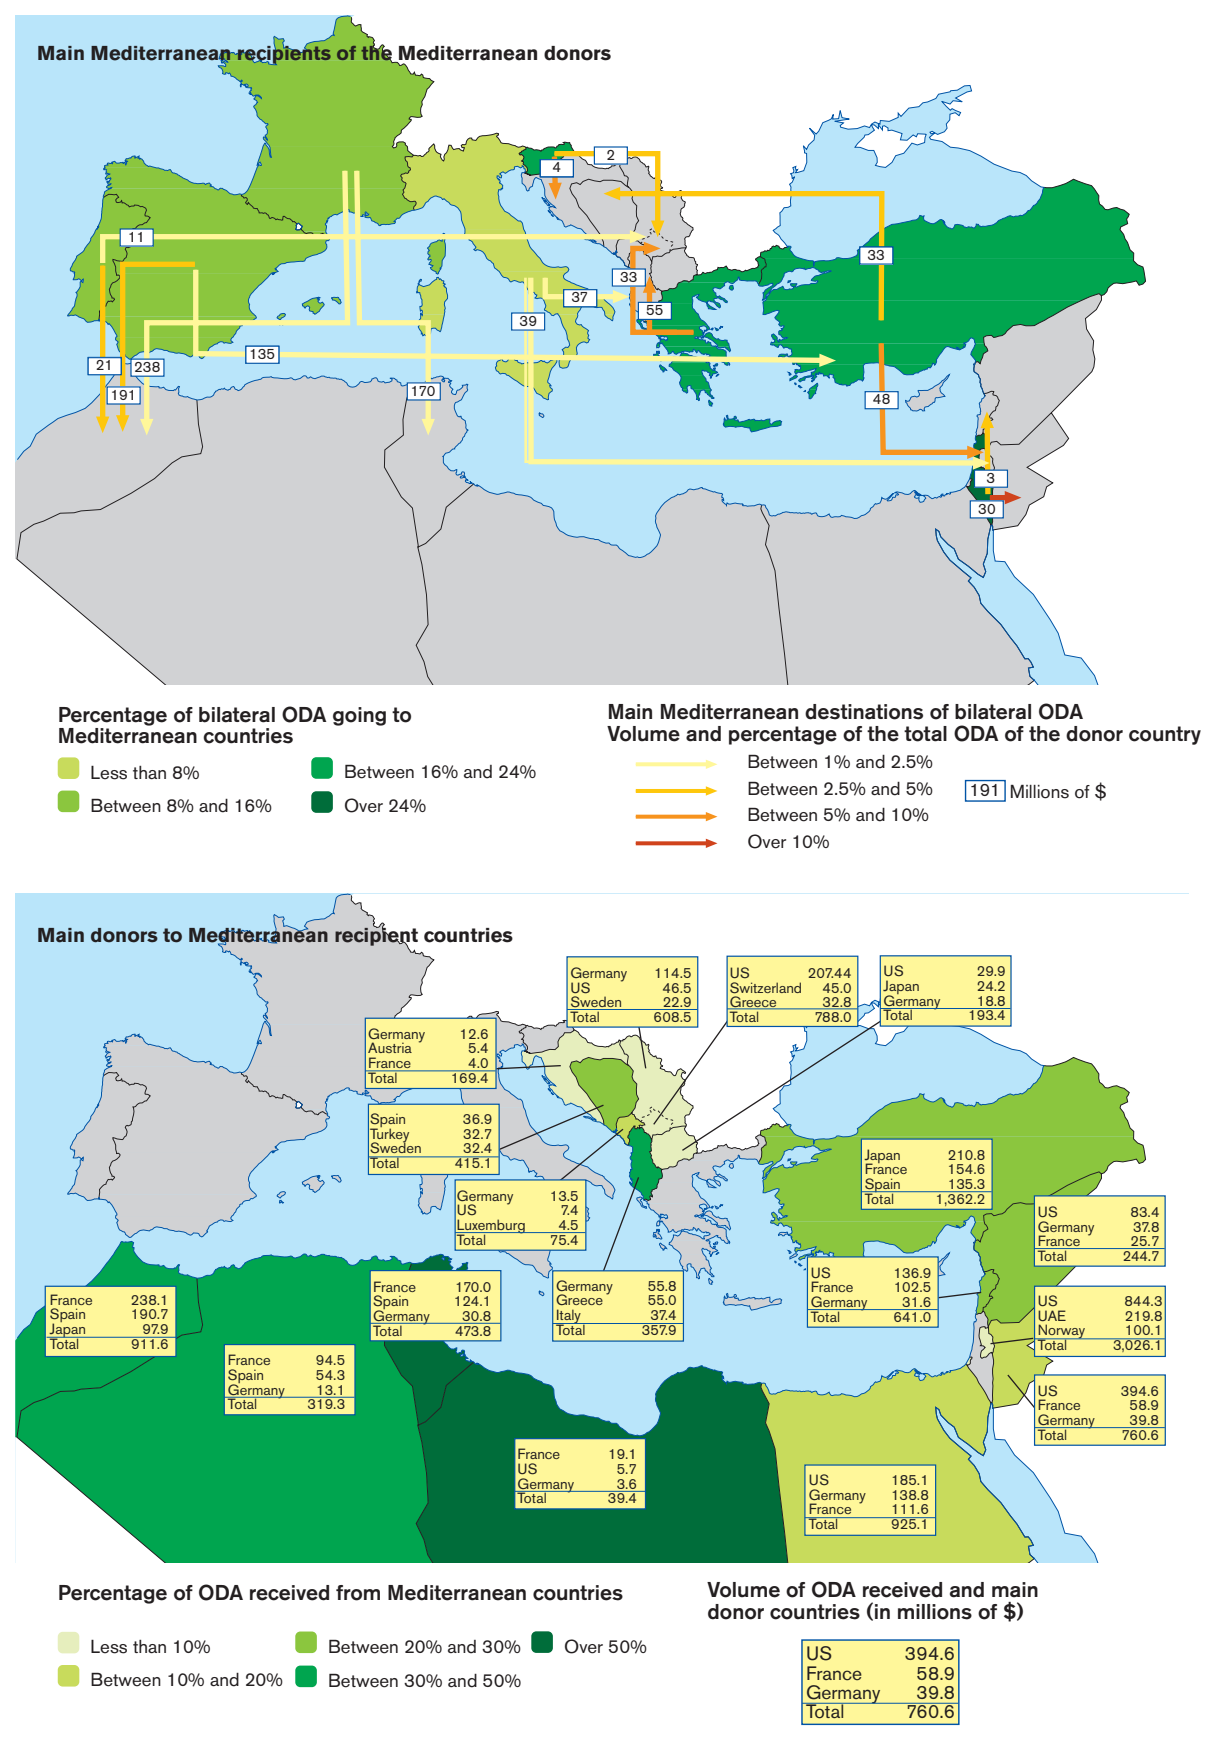 Main Mediterranean recipients of the Mediterranean donors
2
4
11
33
33
37
55
39
135
21
238
191
170
48
3
30
Percentage of bilateral ODA going to
Mediterranean countries
Less than 8%
Between 16% and 24%
Between 8% and 16%
Over 24%
Main Mediterranean destinations of bilateral ODA
Volume and percentage of the total ODA of the donor country
Between 1% and 2.5%
Between 2.5% and 5%
191 Millions of $
Between 5% and 10%
Over 10%
Main donors to Mediterranean recipient countries
Germany 114.5
US 46.5
Sweden 22.9
Total 608.5
US 207.44
Switzerland 45.0
Greece 32.8
Total 788.0
US 29.9
Japan 24.2
Germany 18.8
Total 193.4
Germany 12.6
Austria 5.4
France 4.0
Total 169.4
Spain 36.9
Turkey 32.7
Sweden 32.4
Total 415.1
Germany 13.5
US 7.4
Luxemburg 4.5
Total 75.4
Japan 210.8
France 154.6
Spain 135.3
Total 1,362.2
US 83.4
Germany 37.8
France 25.7
Total 244.7
France 238.1
Spain 190.7
Japan 97.9
Total 911.6
France 170.0
Spain 124.1
Germany 30.8
Total 473.8
Germany 55.8
Greece 55.0
Italy 37.4
Total 357.9
US 136.9
France 102.5
Germany 31.6
Total 641.0
US 844.3
UAE 219.8
Norway 100.1
Total 3,026.1
France 94.5
Spain 54.3
Germany 13.1
Total 319.3
US 394.6
France 58.9
Germany 39.8
Total 760.6
France 19.1
US 5.7
Germany 3.6
Total 39.4
US 185.1
Germany 138.8
France 111.6
Total 925.1
Percentage of ODA received from Mediterranean countries
Less than 10%
Between 20% and 30%
Over 50%
Between 10% and 20%
Between 30% and 50%
Volume of ODA received and main
donor countries (in millions of $)
US 394.6
France 58.9
Germany 39.8
Total 760.6